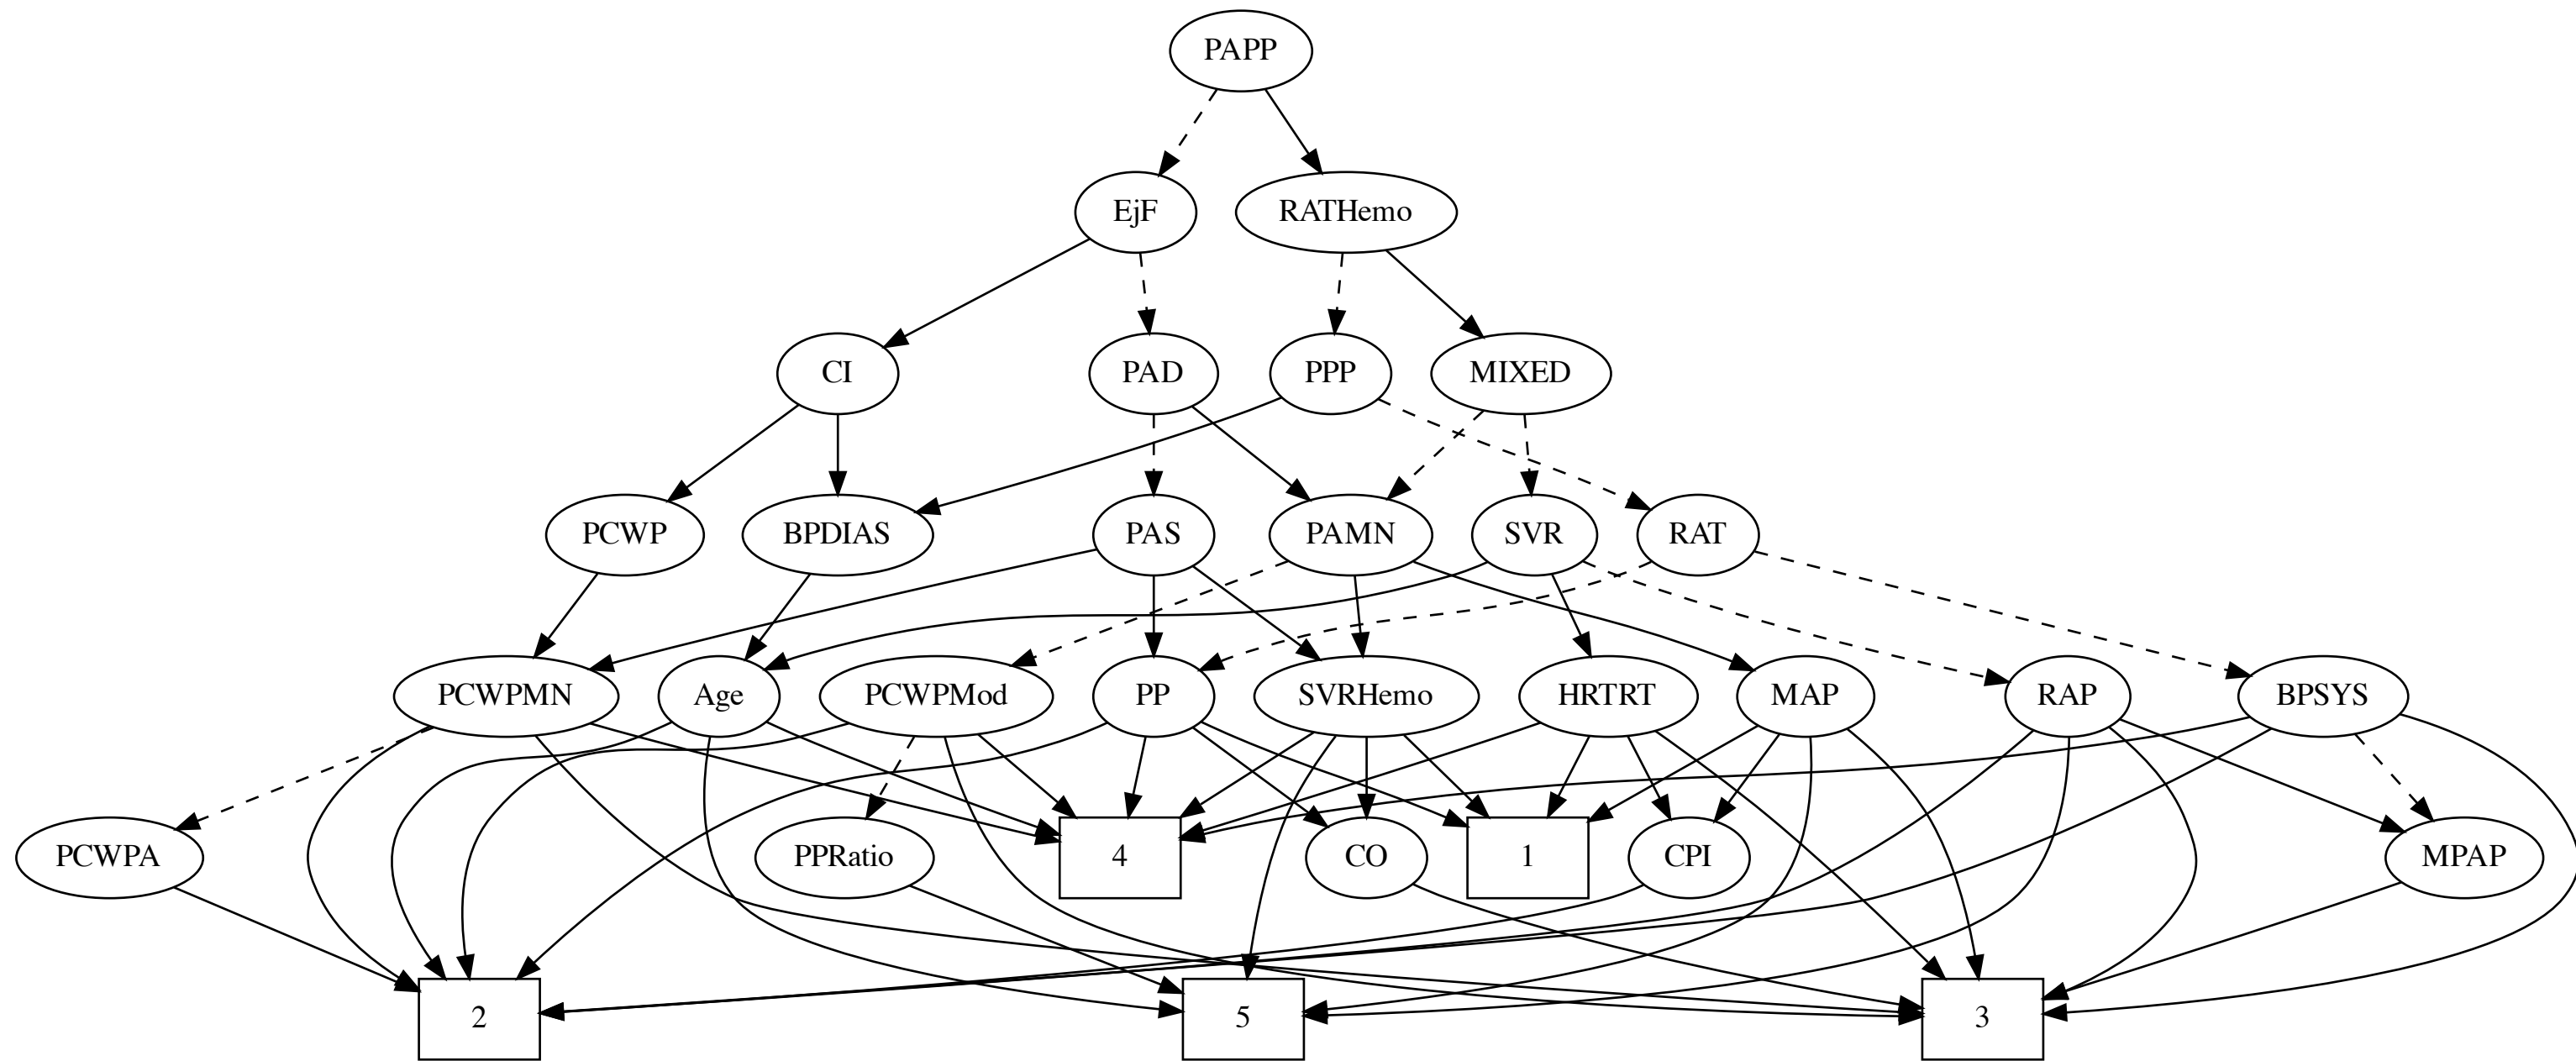 PAPP
EjF
RATHemo
CI
PAD
PPP
MIXED
PCWP
BPDIAS
PAS
PAMN
SVR
RAT
PCWPMN
Age
PCWPMod
PP
SVRHemo
HRTRT
MAP
RAP
BPSYS
PCWPA
PPRatio
4
CO
1
CPI
MPAP
2
5
3